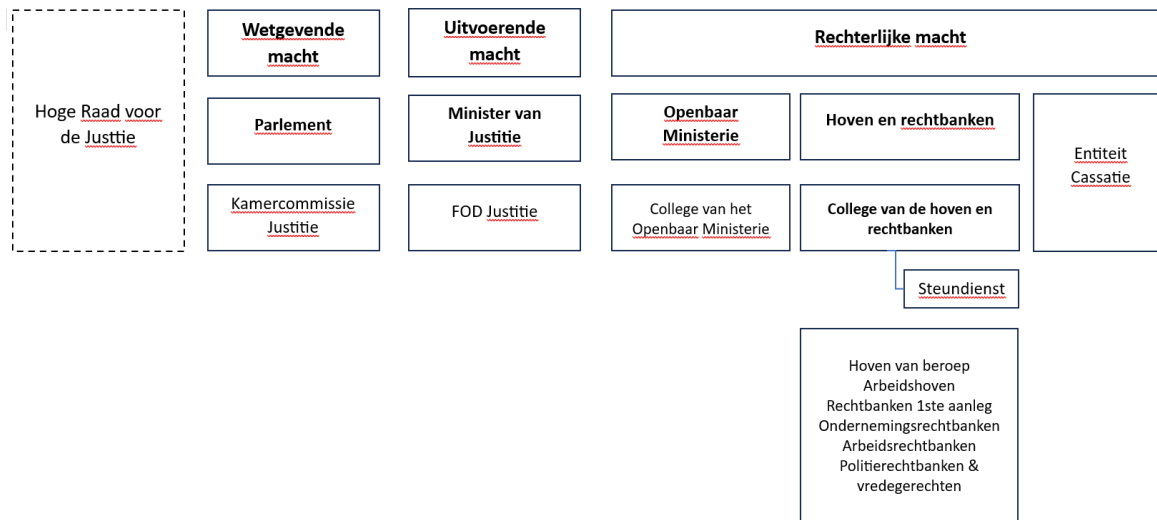 Hoge Raad voor
de Justtie
Wetgevende
macht
Parlement
Kamercommissie
Justitie
Uitvoerende
macht
Minister van
Justitie
FOD Justitie
Rechterlijke macht
Openbaar
Ministerie
College van het
Openbaar Ministerie
Hoven en rechtbanken
College van de hoven en
rechtbanken
Steundienst
Hoven van beroep
Arbeidshoven
Rechtbanken 1ste aanleg
Ondernemingsrechtbanken
Arbeidsrechtbanken
Politierechtbanken &
vredegerechten
Entiteit
Cassatie